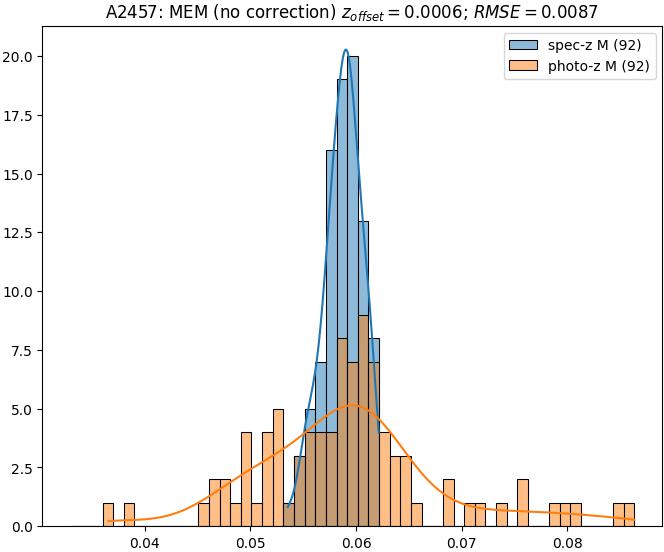 A2457: MEM (no correction) z_offset = 0.0006; RMSE = 0.0087
spec-z M (92)
photo-z M (92)
20.0
17.5
15.0
12.5
10.0
7.5
5.0
2.5
0.0
0.04 0.05 0.06 0.07 0.08